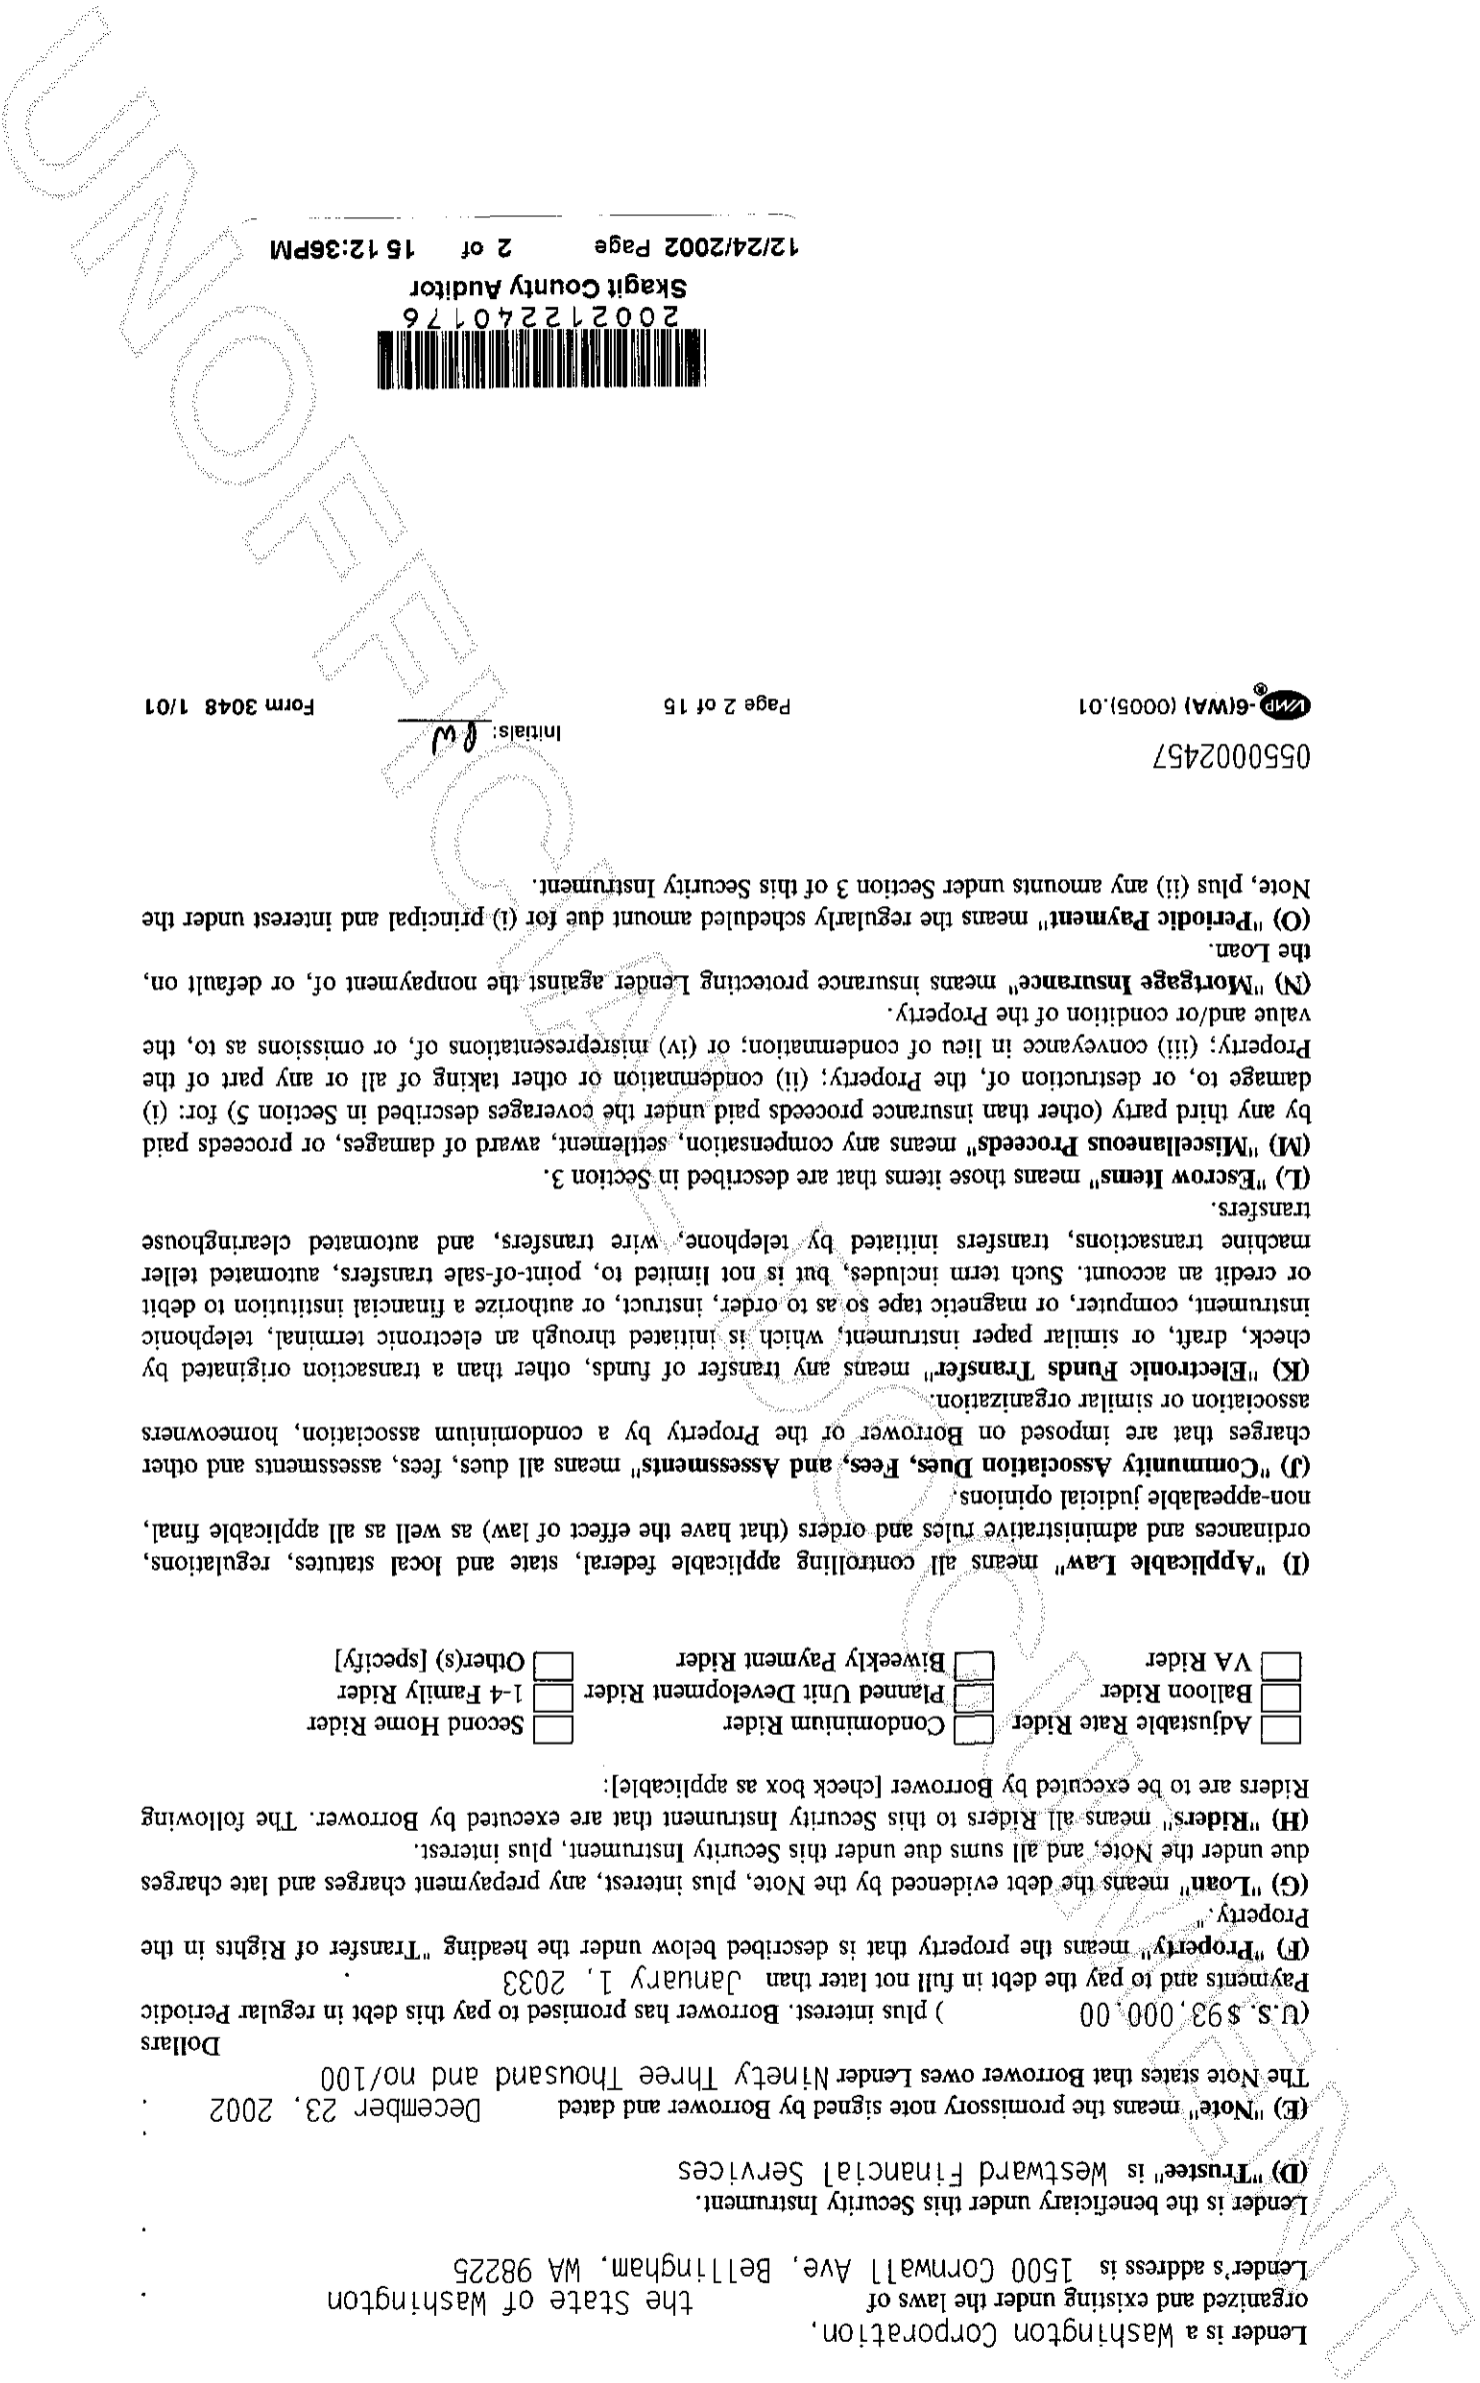 Lender is a Washington Corporation,
organized and existing under the laws of the State of Washington .
Lender's address is 1500 Cornwall Ave, Bellingham, WA 98225
.
Lender is the beneficiary under this Security Instrument.
(D) "Trustee" is Westward Financial Services
.
(E) "Note" means the promissory note signed by Borrower and dated December 23, 2002 .
The Note states that Borrower owes Lender Ninety Three Thousand and no/100
Dollars
(U.S. $93,000.00 ) plus interest. Borrower has promised to pay this debt in regular Periodic
Payments and to pay the debt in full not later than January 1, 2033 .
(F) "Property" means the property that is described below under the heading "Transfer of Rights in the
Property."
(G) "Loan" means the debt evidenced by the Note, plus interest, any prepayment charges and late charges
due under the Note, and all sums due under this Security Instrument, plus interest.
(H) "Riders" means all Riders to this Security Instrument that are executed by Borrower. The following
Riders are to be executed by Borrower [check box as applicable]:
Adjustable Rate Rider Condominium Rider Second Home Rider
Balloon Rider Planned Unit Development Rider 1-4 Family Rider
VA Rider Biweekly Payment Rider Other(s) [specify]
(I) "Applicable Law" means all controlling applicable federal, state and local statutes, regulations,
ordinances and administrative rules and orders (that have the effect of law) as well as all applicable final,
non-appealable judicial opinions.
(J) "Community Association Dues, Fees, and Assessments" means all dues, fees, assessments and other
charges that are imposed on Borrower or the Property by a condominium association, homeowners
association or similar organization.
(K) "Electronic Funds Transfer" means any transfer of funds, other than a transaction originated by
check, draft, or similar paper instrument, which is initiated through an electronic terminal, telephonic
instrument, computer, or magnetic tape so as to order, instruct, or authorize a financial institution to debit
or credit an account. Such term includes, but is not limited to, point-of-sale transfers, automated teller
machine transactions, transfers initiated by telephone, wire transfers, and automated clearinghouse
transfers.
(L) "Escrow Items" means those items that are described in Section 3.
(M) "Miscellaneous Proceeds" means any compensation, settlement, award of damages, or proceeds paid
by any third party (other than insurance proceeds paid under the coverages described in Section 5) for: (i)
damage to, or destruction of, the Property; (ii) condemnation or other taking of all or any part of the
Property; (iii) conveyance in lieu of condemnation; or (iv) misrepresentations of, or omissions as to, the
value and/or condition of the Property.
(N) "Mortgage Insurance" means insurance protecting Lender against the nonpayment of, or default on,
the Loan.
(O) "Periodic Payment" means the regularly scheduled amount due for (i) principal and interest under the
Note, plus (ii) any amounts under Section 3 of this Security Instrument.
0550002457
Initials: RW
VMP-6(WA) (0005).01 Page 2 of 15 Form 3048 1/01
200212240176
Skagit County Auditor
12/24/2002 Page 2 of 15 12:36PM
UNOFFICIAL DOCUMENT